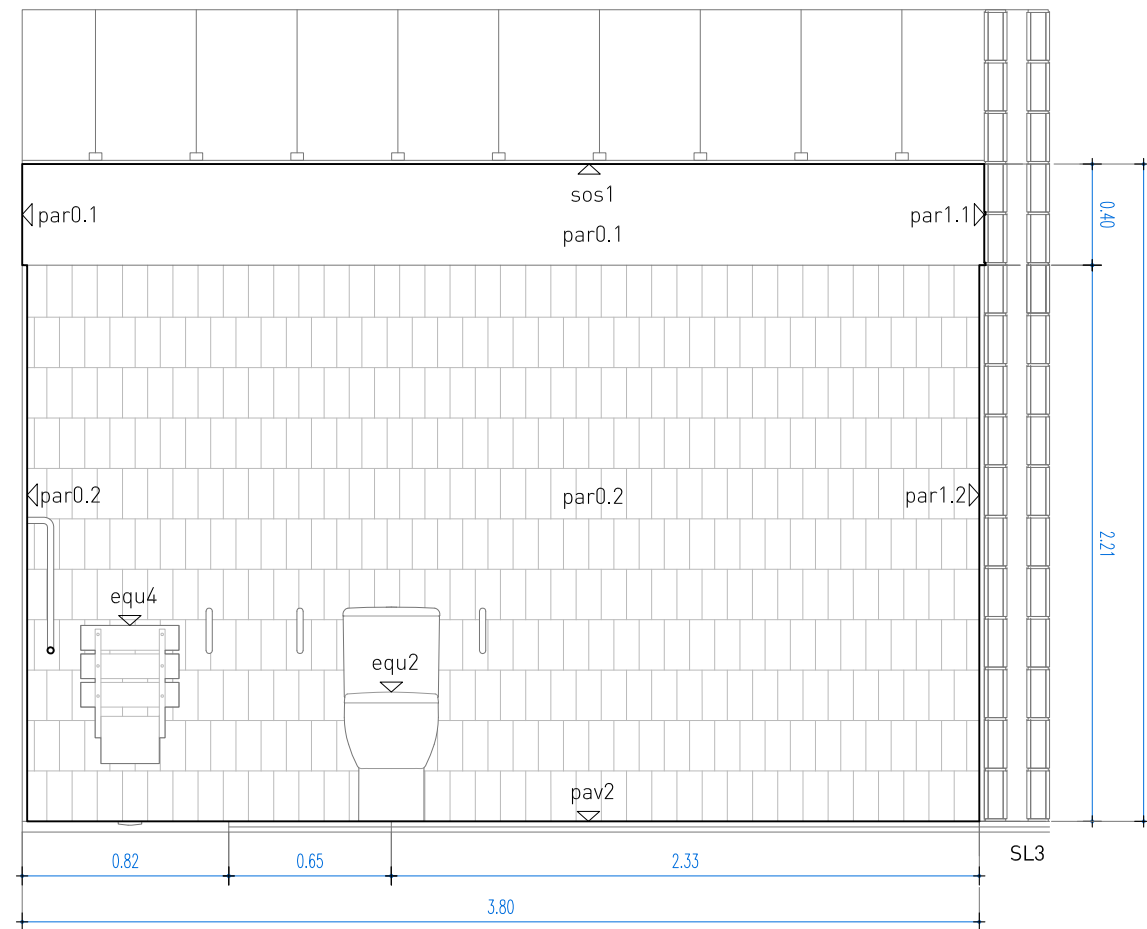 sos1
par0.1
par0.1
par1.1
0.40
par0.2
par0.2
par1.2
2.21
equ4
equ2
pav2
0.82
0.65
2.33
SL3
3.80